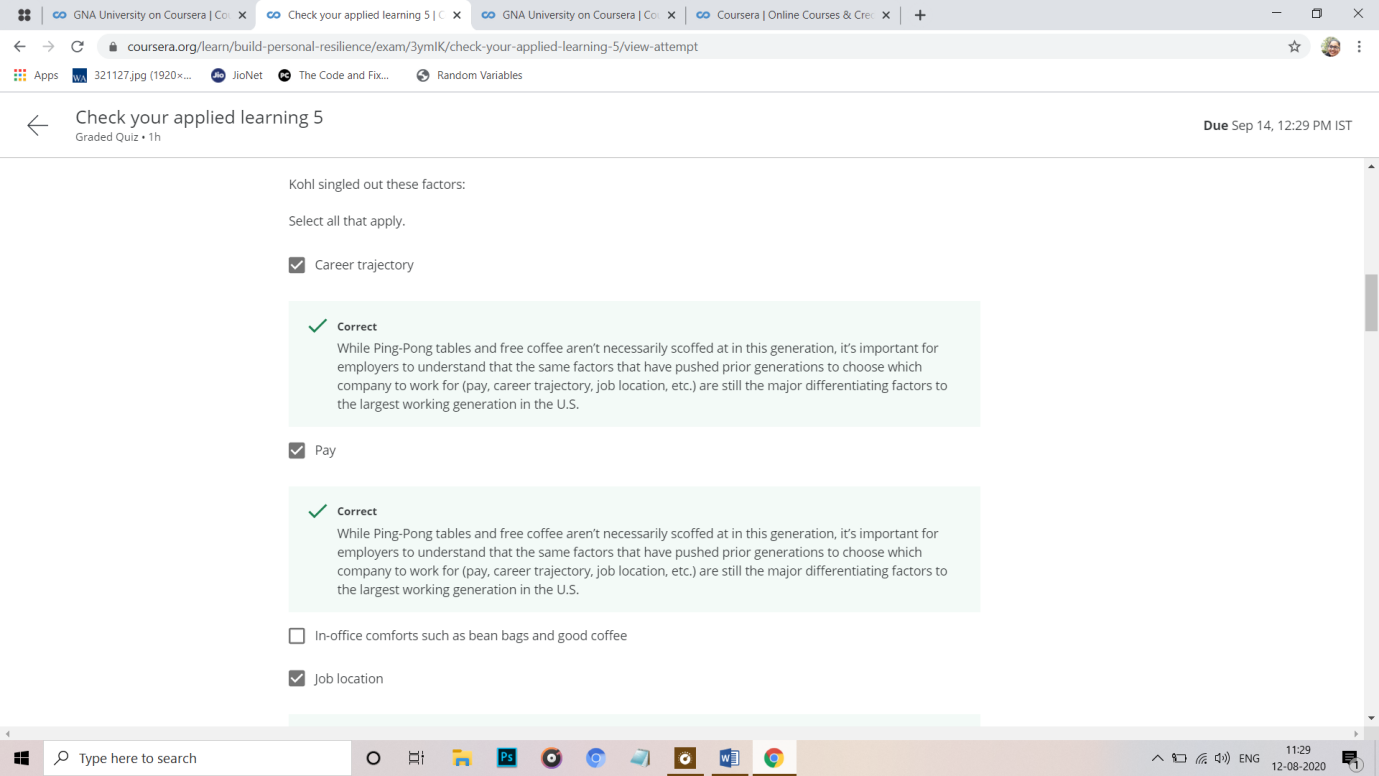 GNA University on Coursera | Co
Check your applied learning 5 | C
GNA University on Coursera | Co
Coursera | Online Courses & Cre
coursera.org/learn/build-personal-resilience/exam/3ymIK/check-your-applied-learning-5/view-attempt
Apps
WA
321127.jpg (1920×...
Jio
JioNet
PC
The Code and Fix...
Random Variables
Check your applied learning 5
Graded Quiz • 1h
Due Sep 14, 12:29 PM IST
Kohl singled out these factors:
Select all that apply.
Career trajectory
Correct
While Ping-Pong tables and free coffee aren't necessarily scoffed at in this generation, it's important for
employers to understand that the same factors that have pushed prior generations to choose which
company to work for (pay, career trajectory, job location, etc.) are still the major differentiating factors to
the largest working generation in the U.S.
Pay
Correct
While Ping-Pong tables and free coffee aren't necessarily scoffed at in this generation, it's important for
employers to understand that the same factors that have pushed prior generations to choose which
company to work for (pay, career trajectory, job location, etc.) are still the major differentiating factors to
the largest working generation in the U.S.
In-office comforts such as bean bags and good coffee
Job location
Type here to search
Ps
W
ENG
11:29
12-08-2020
1